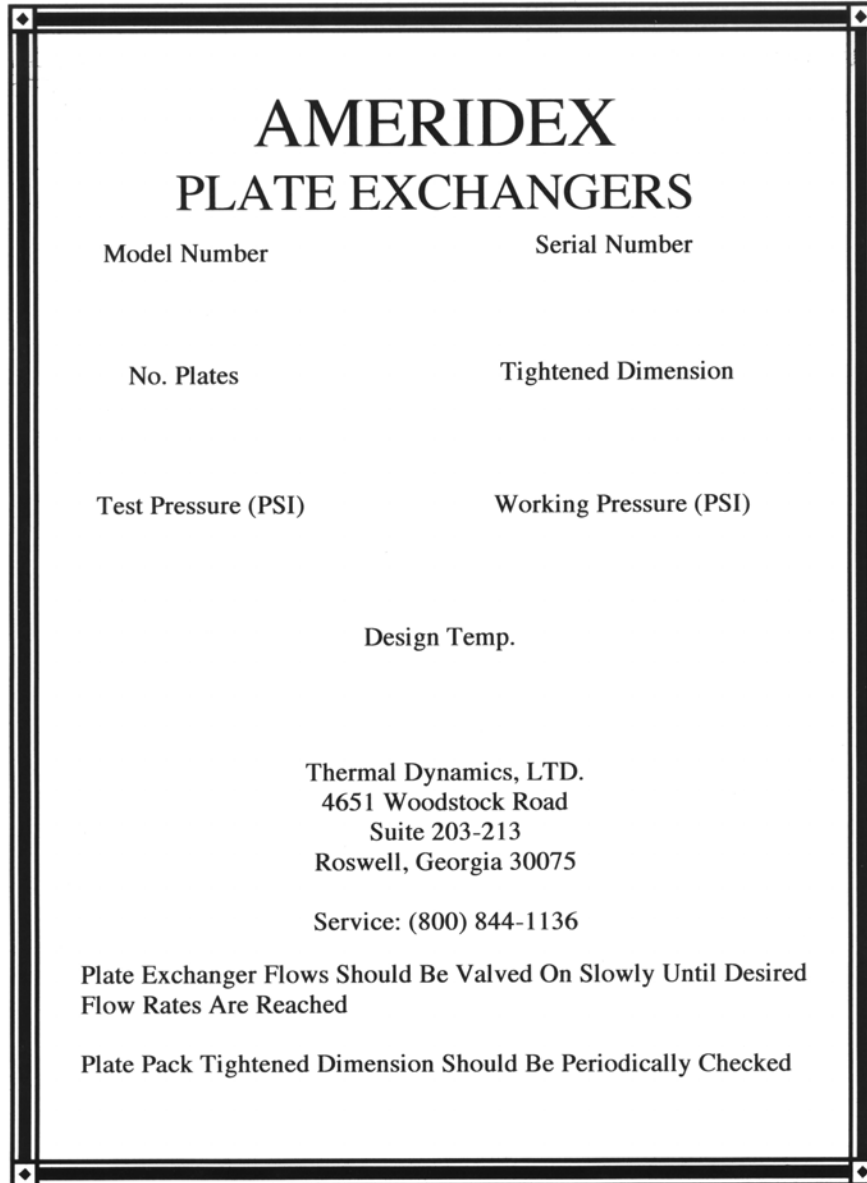 AMERIDEX
PLATE EXCHANGERS
Model Number
Serial Number
No. Plates
Tightened Dimension
Test Pressure (PSI)
Working Pressure (PSI)
Design Temp.
Thermal Dynamics, LTD.
4651 Woodstock Road
Suite 203-213
Roswell, Georgia 30075
Service: (800) 844-1136
Plate Exchanger Flows Should Be Valved On Slowly Until Desired
Flow Rates Are Reached
Plate Pack Tightened Dimension Should Be Periodically Checked